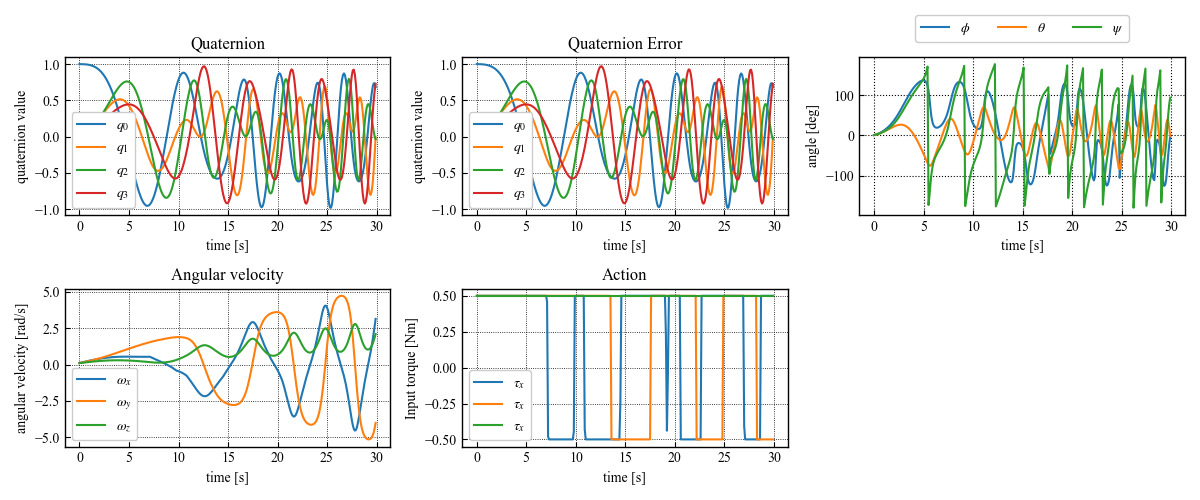 ϕ θ ψ
Quaternion
quaternion value
1.0
0.5
0.0
−0.5
−1.0
q0
q1
q2
q3
0 5 10 15 20 25 30
time [s]
Quaternion Error
quaternion value
1.0
0.5
0.0
−0.5
−1.0
q0
q1
q2
q3
0 5 10 15 20 25 30
time [s]
angle [deg]
100
0
−100
0 5 10 15 20 25 30
time [s]
Angular velocity
angular velocity [rad/s]
5.0
2.5
0.0
−2.5
−5.0
ωx
ωy
ωz
0 5 10 15 20 25 30
time [s]
Action
Input torque [Nm]
0.50
0.25
0.00
−0.25
−0.50
τx
τx
τx
0 5 10 15 20 25 30
time [s]